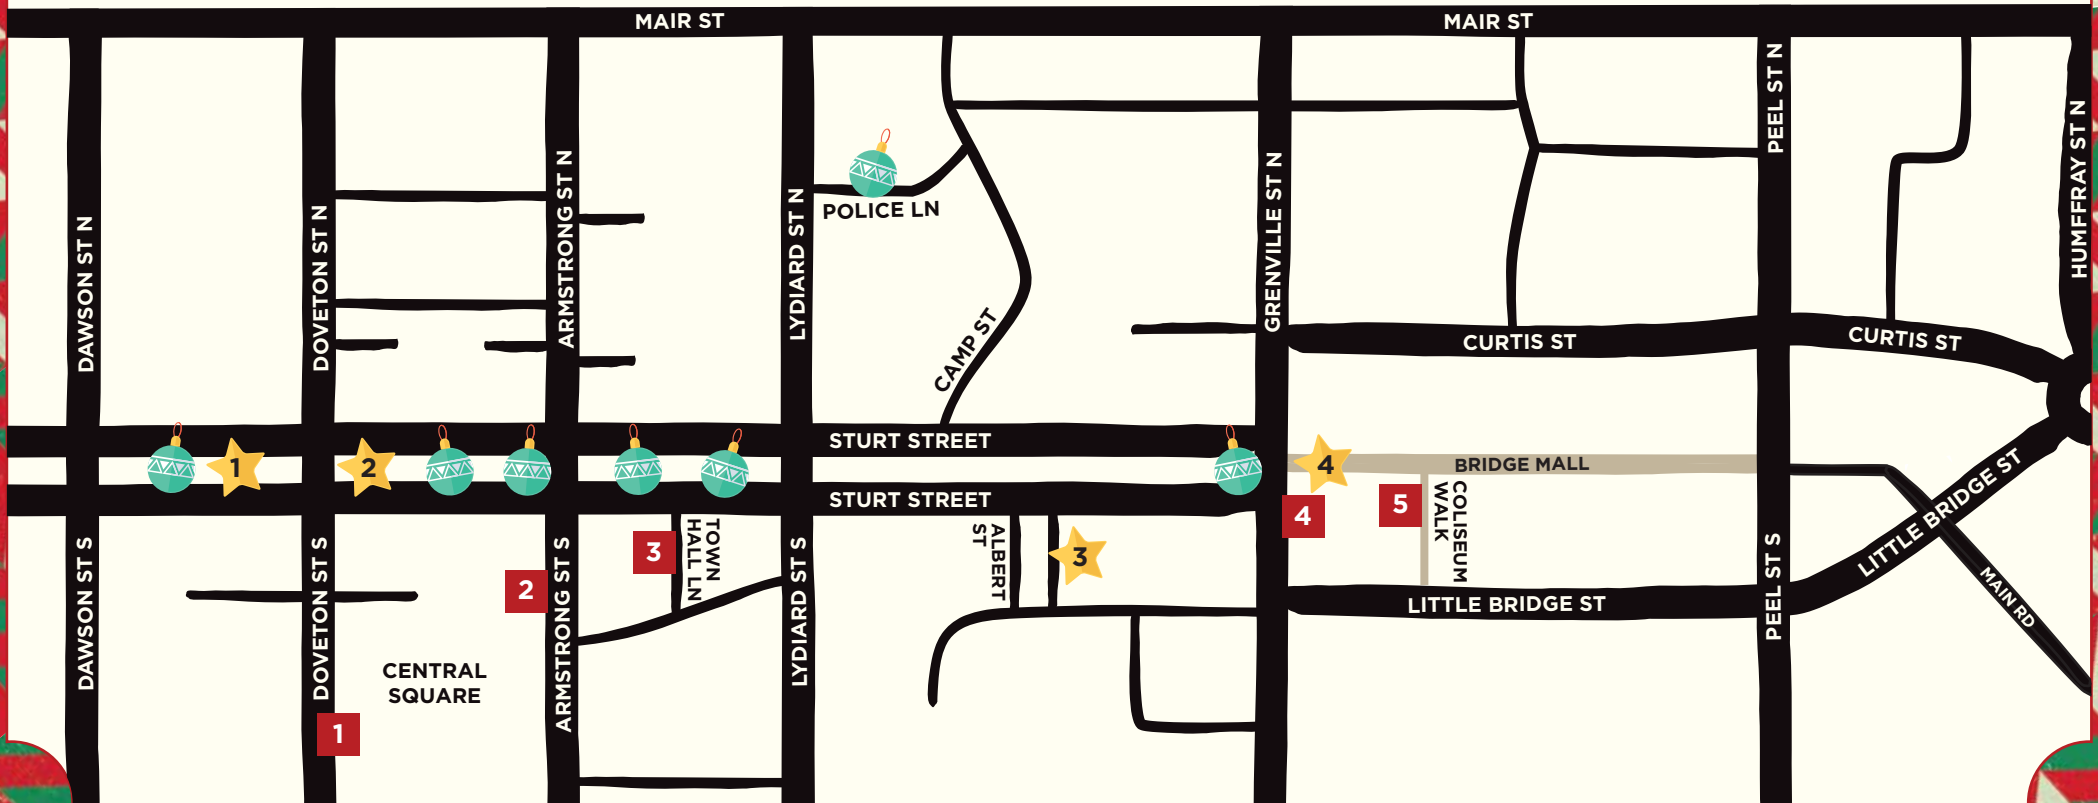 MAIR ST
MAIR ST
PEEL ST N
HUMFFRAY ST N
DAWSON ST N
DOVETON ST N
ARMSTRONG ST N
LYDIARD ST N
POLICE LN
GRENVILLE ST N
CAMP ST
CURTIS ST
CURTIS ST
STURT STREET
1
2
4
BRIDGE MALL
STURT STREET
4
5
COLISEUM
WALK
LITTLE BRIDGE ST
3
TOWN
HALL LN
ALBERT
ST
3
DAWSON ST S
DOVETON ST S
2
ARMSTRONG ST S
LYDIARD ST S
LITTLE BRIDGE ST
PEEL ST S
MAIN RD
CENTRAL
SQUARE
1